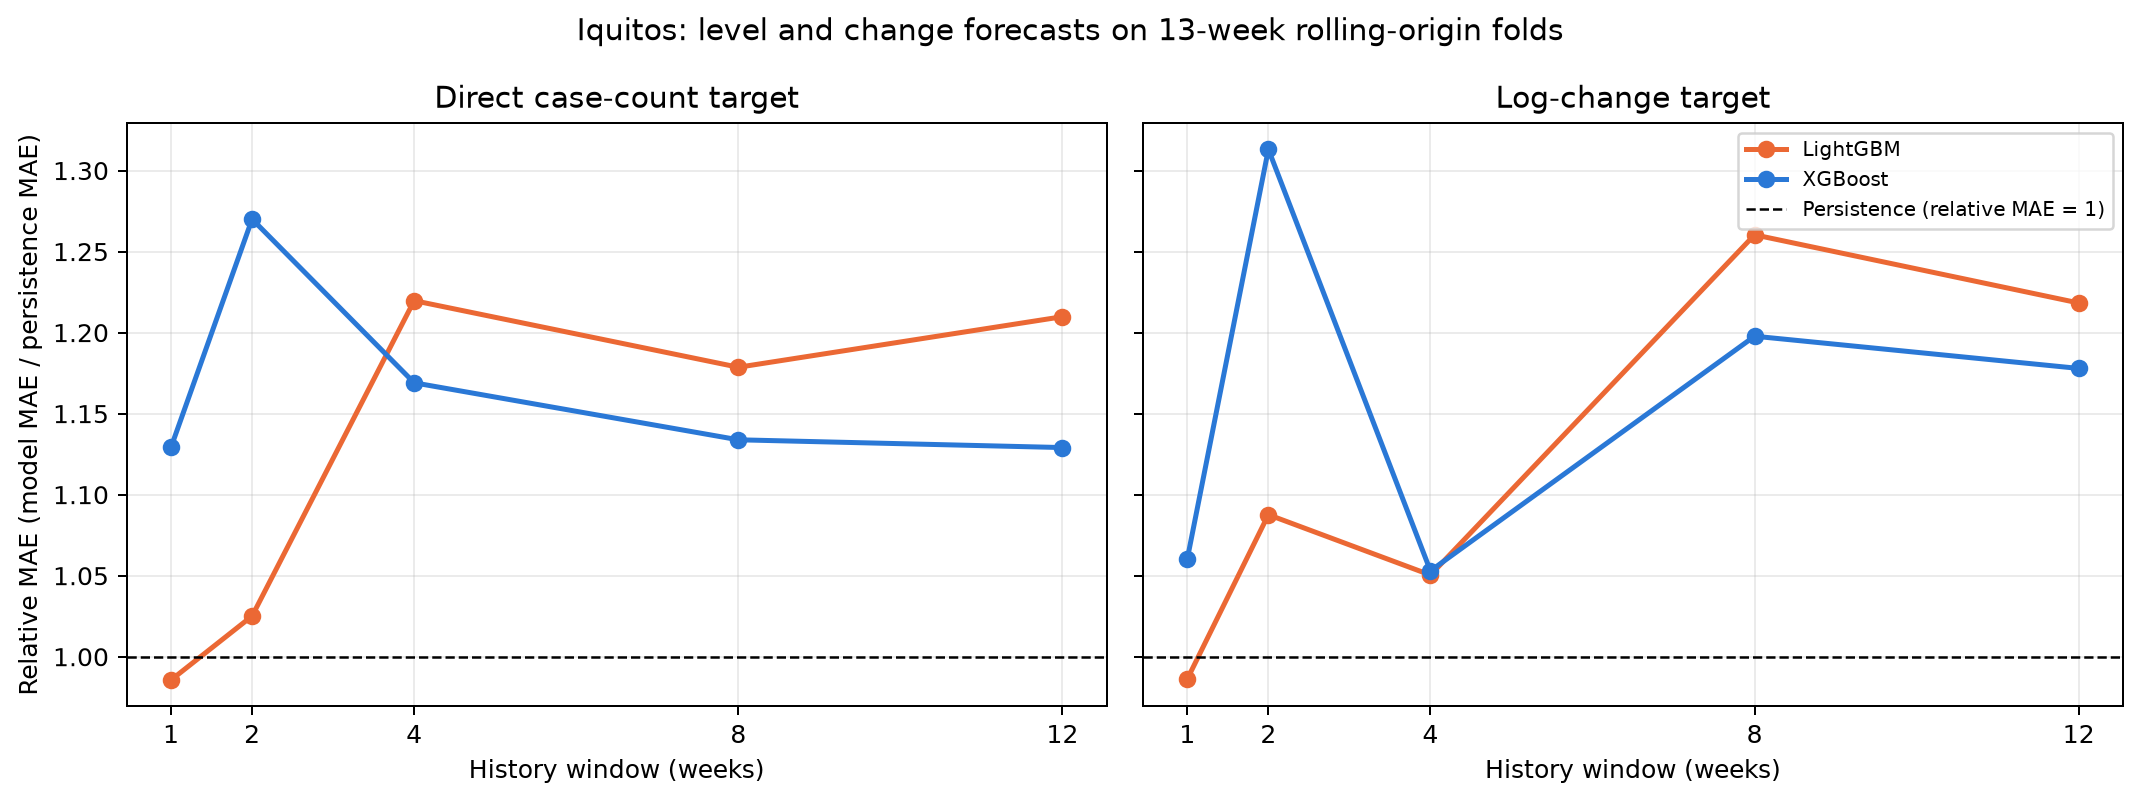 Iquitos: level and change forecasts on 13-week rolling-origin folds
Direct case-count target
Relative MAE (model MAE / persistence MAE)
1.30
1.25
1.20
1.15
1.10
1.05
1.00
1 2 4 8 12
History window (weeks)
Log-change target
LightGBM
XGBoost
Persistence (relative MAE = 1)
1 2 4 8 12
History window (weeks)